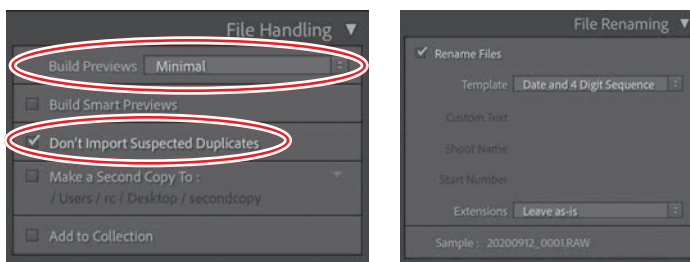 File Handling
Build Previews Minimal
Build Smart Previews
Don't Import Suspected Duplicates
Make a Second Copy To :
/ Users / rc / Desktop / secondcopy
Add to Collection
File Renaming
Rename Files
Template Date and 4 Digit Sequence
Custom Text
Shoot Name
Start Number
Extensions Leave as-is
Sample : 20200912_0001.RAW